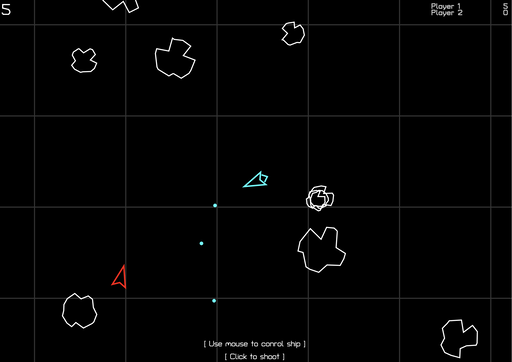 5
Player 1 5
Player 2 0
[ Use mouse to conrol ship ]
[ Click to shoot ]